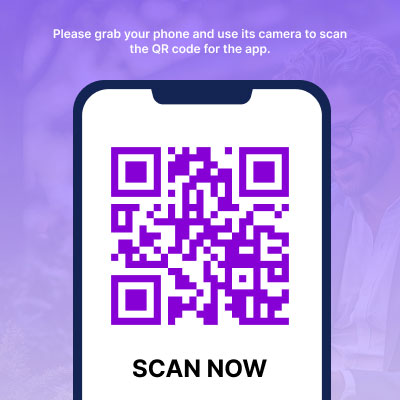 Please grab your phone and use its camera to scan
the QR code for the app.
SCAN NOW